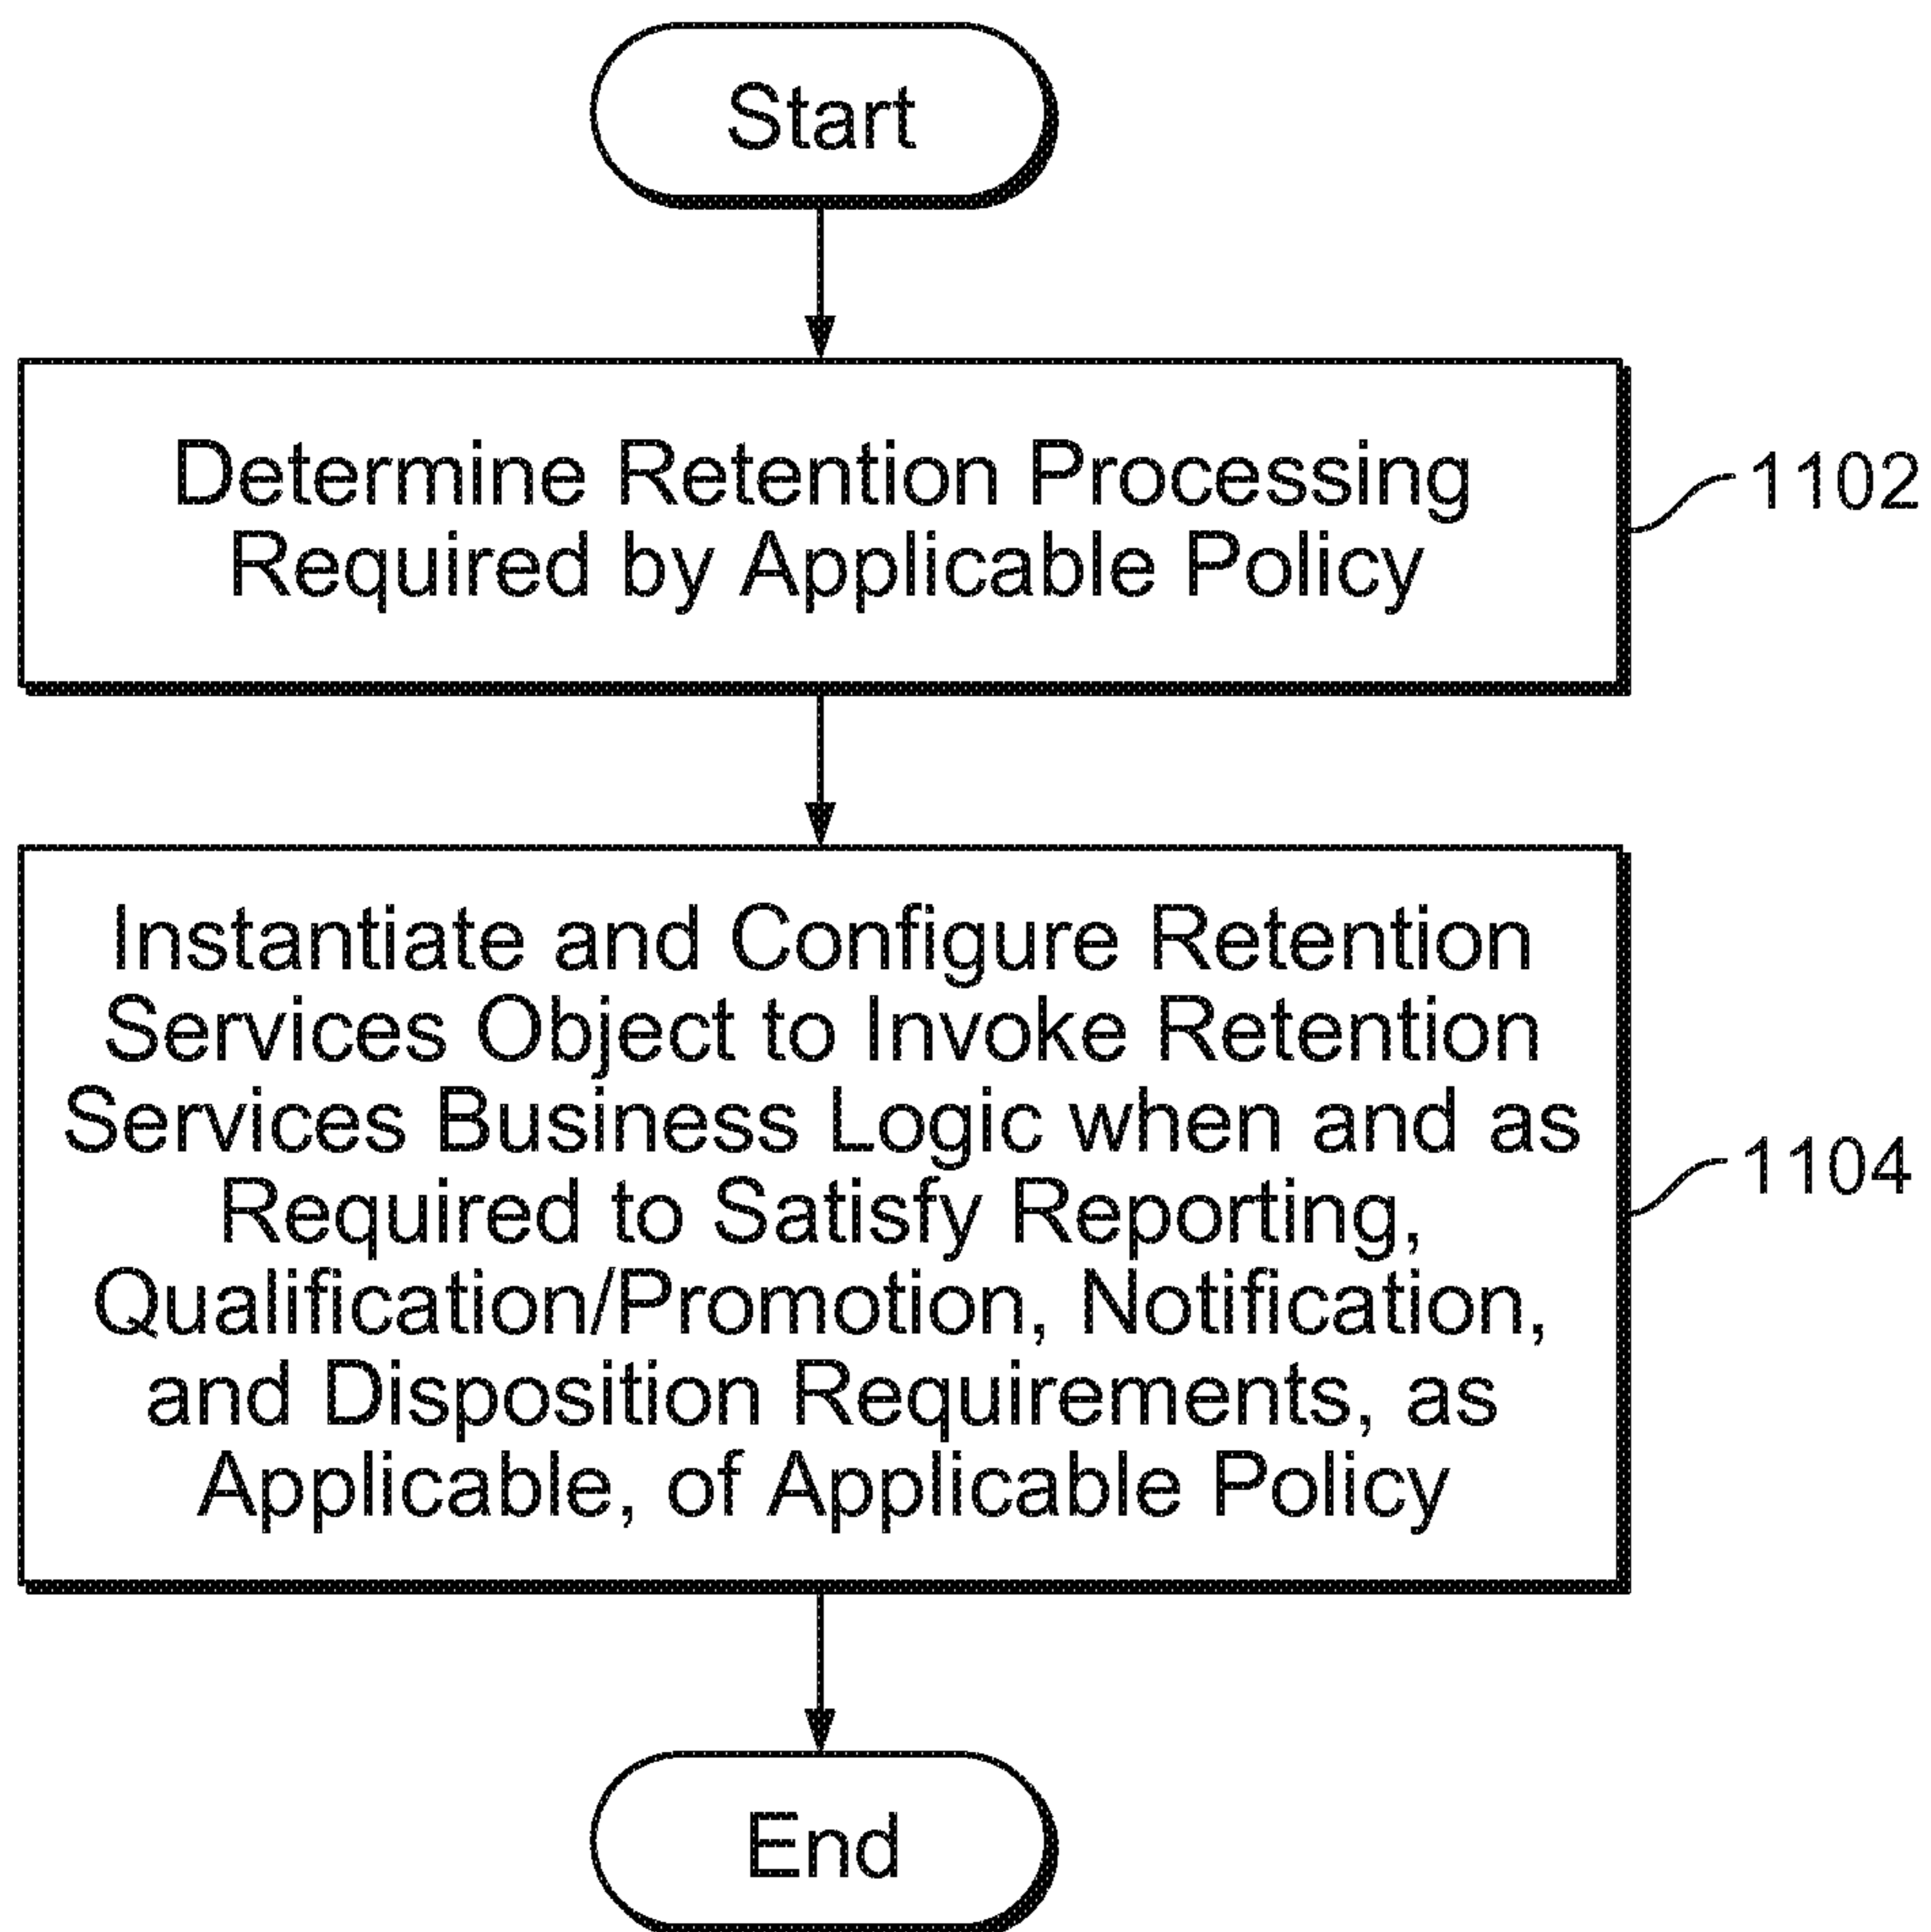 Start
Determine Retention Processing
Required by Applicable Policy
1102
Instantiate and Configure Retention
Services Object to Invoke Retention
Services Business Logic when and as
Required to Satisfy Reporting,
Qualification/Promotion, Notification,
and Disposition Requirements, as
Applicable, of Applicable Policy
1104
End